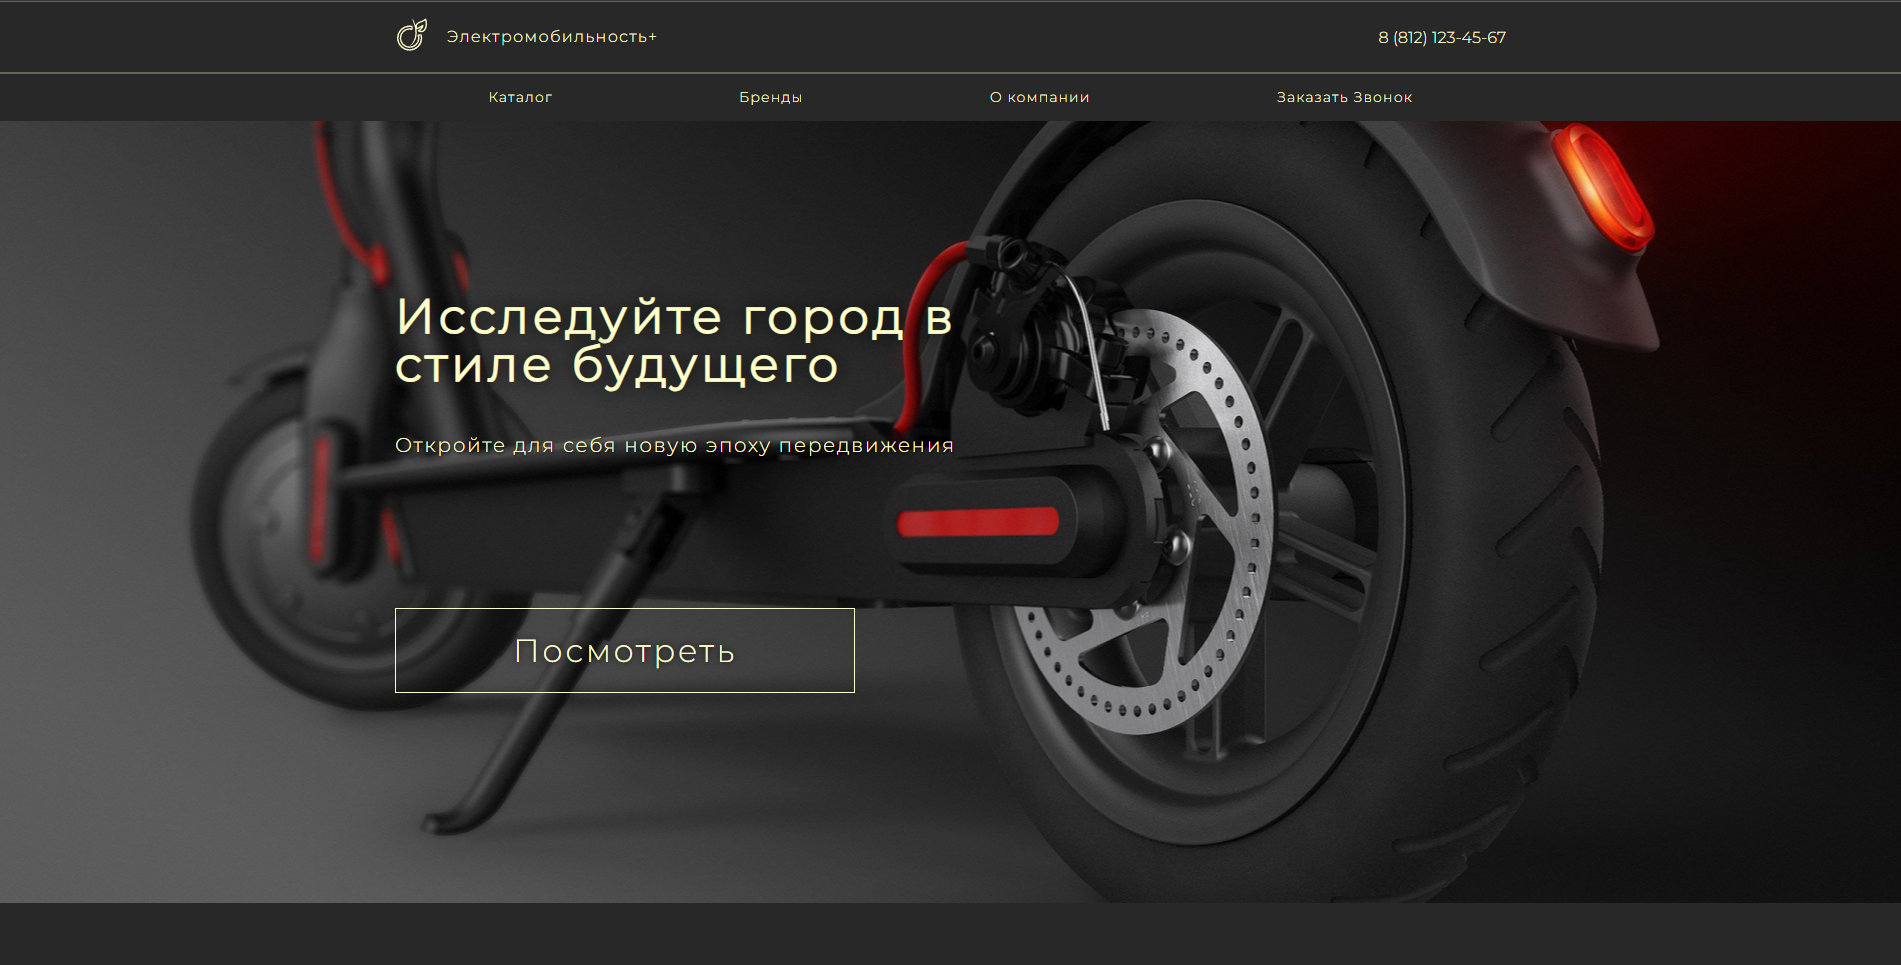 Электромобильность+
8 (812) 123-45-67
Каталог
Бренды
О компании
Заказать Звонок
Исследуйте город в
стиле будущего
Откройте для себя новую эпоху передвижения
Посмотреть